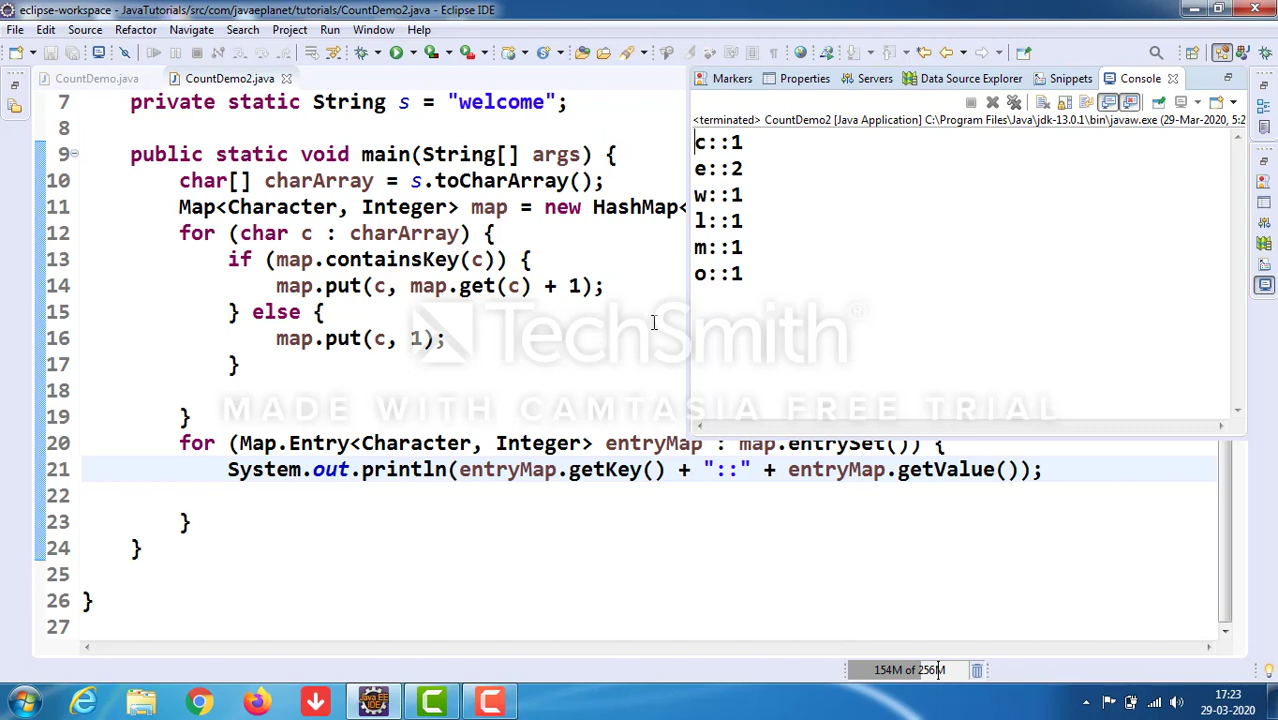 eclipse-workspace - JavaTutorials/src/com/javaeplanet/tutorials/CountDemo2.java - Eclipse IDE
File Edit Source Refactor Navigate Search Project Run Window Help
CountDemo.java CountDemo2.java
7 private static String s = "welcome";
8
9 public static void main(String[] args) {
10 char[] charArray = s.toCharArray();
11 Map<Character, Integer> map = new HashMap<
12 for (char c : charArray) {
13 if (map.containsKey(c)) {
14 map.put(c, map.get(c) + 1);
15 } else {
16 map.put(c, 1);
17 }
18
19 }
20 for (Map.Entry<Character, Integer> entryMap : map.entrySet()) {
21 System.out.println(entryMap.getKey() + "::" + entryMap.getValue());
22
23 }
24 }
25
26 }
27
Markers Properties Servers Data Source Explorer Snippets Console
<terminated> CountDemo2 [Java Application] C:\Program Files\Java\jdk-13.0.1\bin\javaw.exe (29-Mar-2020, 5:2
c::1
e::2
w::1
l::1
m::1
o::1
TechSmith®
MADE WITH CAMTASIA FREE TRIAL
154M of 256M
Java EE
IDE
17:23
29-03-2020